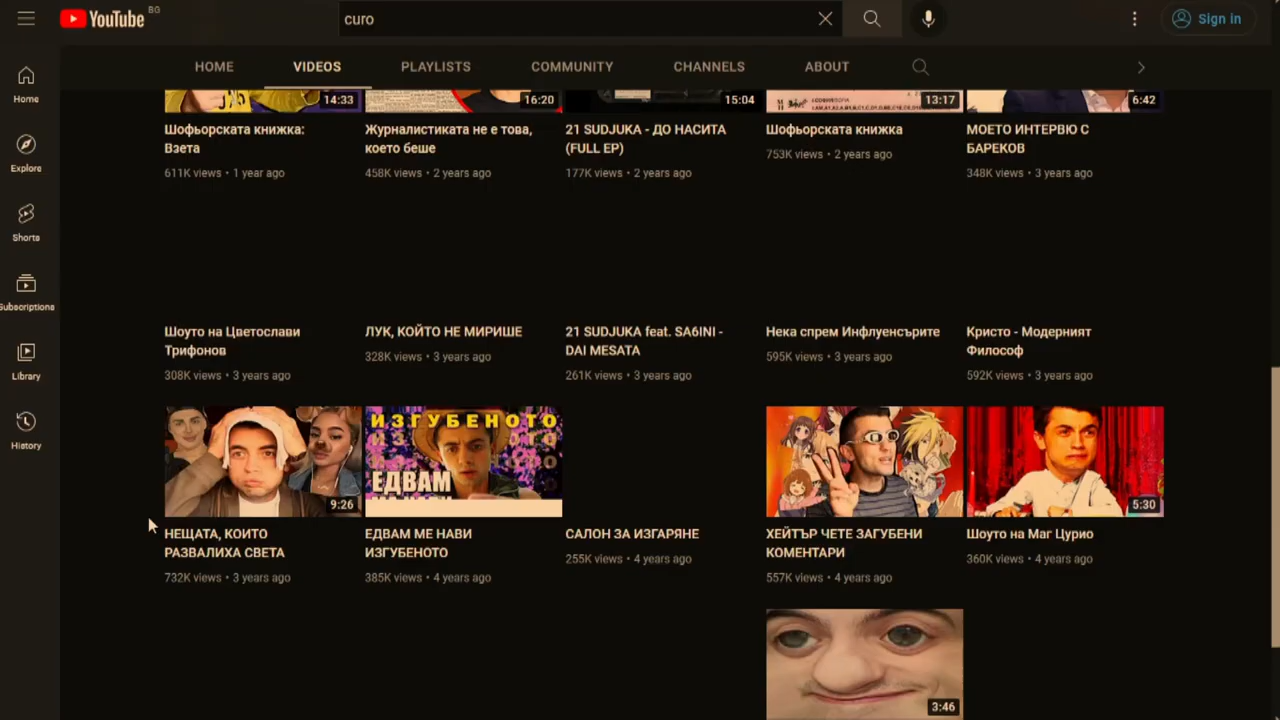 YouTube BG
curo
Sign in
HOME VIDEOS PLAYLISTS COMMUNITY CHANNELS ABOUT
Home
Explore
Shorts
Subscriptions
Library
History
14:33 16:20 15:04 13:17 6:42
Шофьорската книжка:
Взета
611K views • 1 year ago
Журналистиката не е това,
което беше
458K views • 2 years ago
21 SUDJUKA - ДО НАСИТА
(FULL EP)
177K views • 2 years ago
Шофьорската книжка
753K views • 2 years ago
МОЕТО ИНТЕРВЮ С
БАРЕКОВ
348K views • 3 years ago
Шоуто на Цветослави
Трифонов
308K views • 3 years ago
ЛУК, КОЙТО НЕ МИРИШЕ
328K views • 3 years ago
21 SUDJUKA feat. SA6INI -
DAI MESATA
261K views • 3 years ago
Нека спрем Инфлуенсърите
595K views • 3 years ago
Кристо - Модерният
Философ
592K views • 3 years ago
9:26
НЕЩАТА, КОИТО
РАЗВАЛИХА СВЕТА
732K views • 3 years ago
ИЗГУБЕНОТО
ЕДВАМ
ЕДВАМ МЕ НАВИ
ИЗГУБЕНОТО
385K views • 4 years ago
САЛОН ЗА ИЗГАРЯНЕ
255K views • 4 years ago
ХЕЙТЪР ЧЕТЕ ЗАГУБЕНИ
КОМЕНТАРИ
557K views • 4 years ago
5:30
Шоуто на Маг Цурио
360K views • 4 years ago
3:46